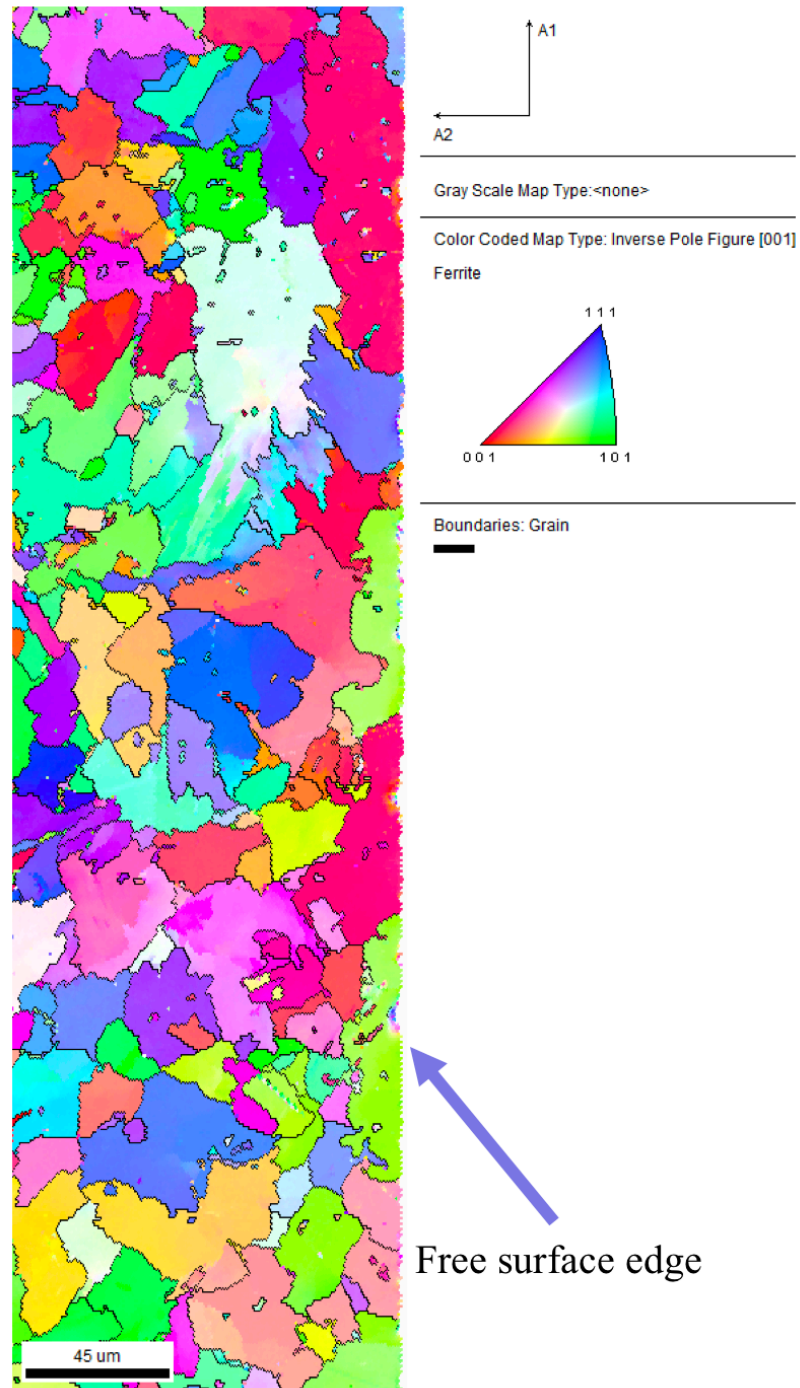 A1
A2
Gray Scale Map Type:<none>
Color Coded Map Type: Inverse Pole Figure [001]
Ferrite
1 1 1
0 0 1
1 0 1
Boundaries: Grain
Free surface edge
45 um